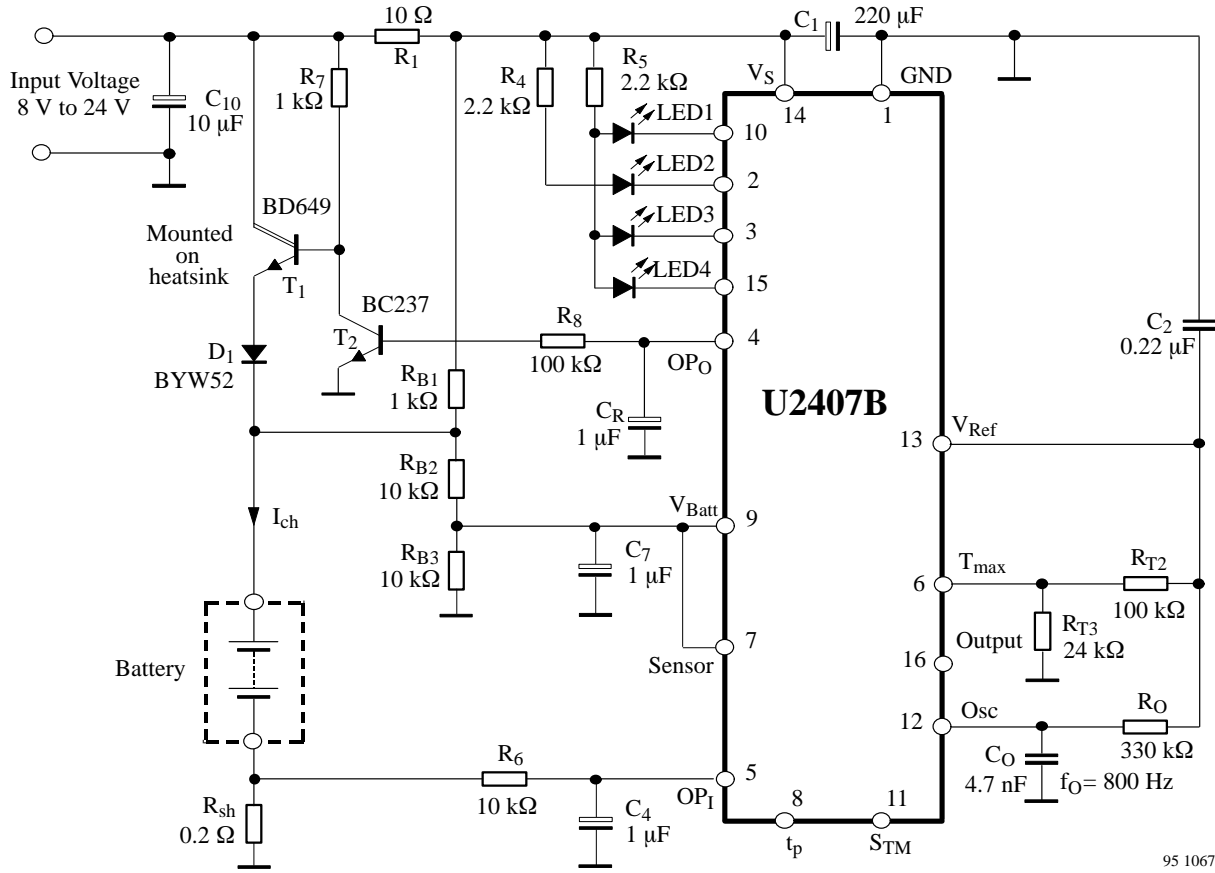 10 Ω
R1
C1
220 µF
Input Voltage
8 V to 24 V
C10
10 µF
R7
1 kΩ
R4
2.2 kΩ
R5
2.2 kΩ
VS
GND
14
1
LED1
10
LED2
2
LED3
3
LED4
15
BD649
Mounted
on
heatsink
T1
BC237
T2
R8
100 kΩ
4
OPO
D1
BYW52
RB1
1 kΩ
CR
1 µF
U2407B
C2
0.22 µF
13
VRef
RB2
10 kΩ
VBatt
9
Ich
RB3
10 kΩ
C7
1 µF
6
Tmax
RT2
100 kΩ
RT3
24 kΩ
7
Sensor
Output
16
Battery
12
Osc
RO
330 kΩ
CO
4.7 nF
fO= 800 Hz
R6
10 kΩ
5
OPI
Rsh
0.2 Ω
C4
1 µF
8
tp
11
STM
95 1067